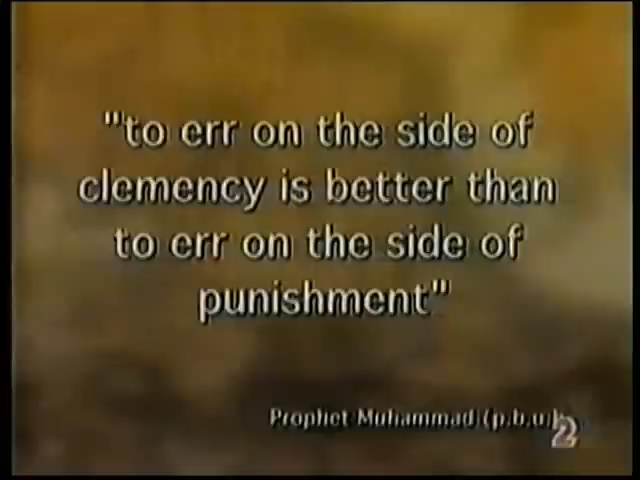 "to err on the side of
clemency is better than
to err on the side of
punishment"
Prophet Muhammad (p.b.u.
2